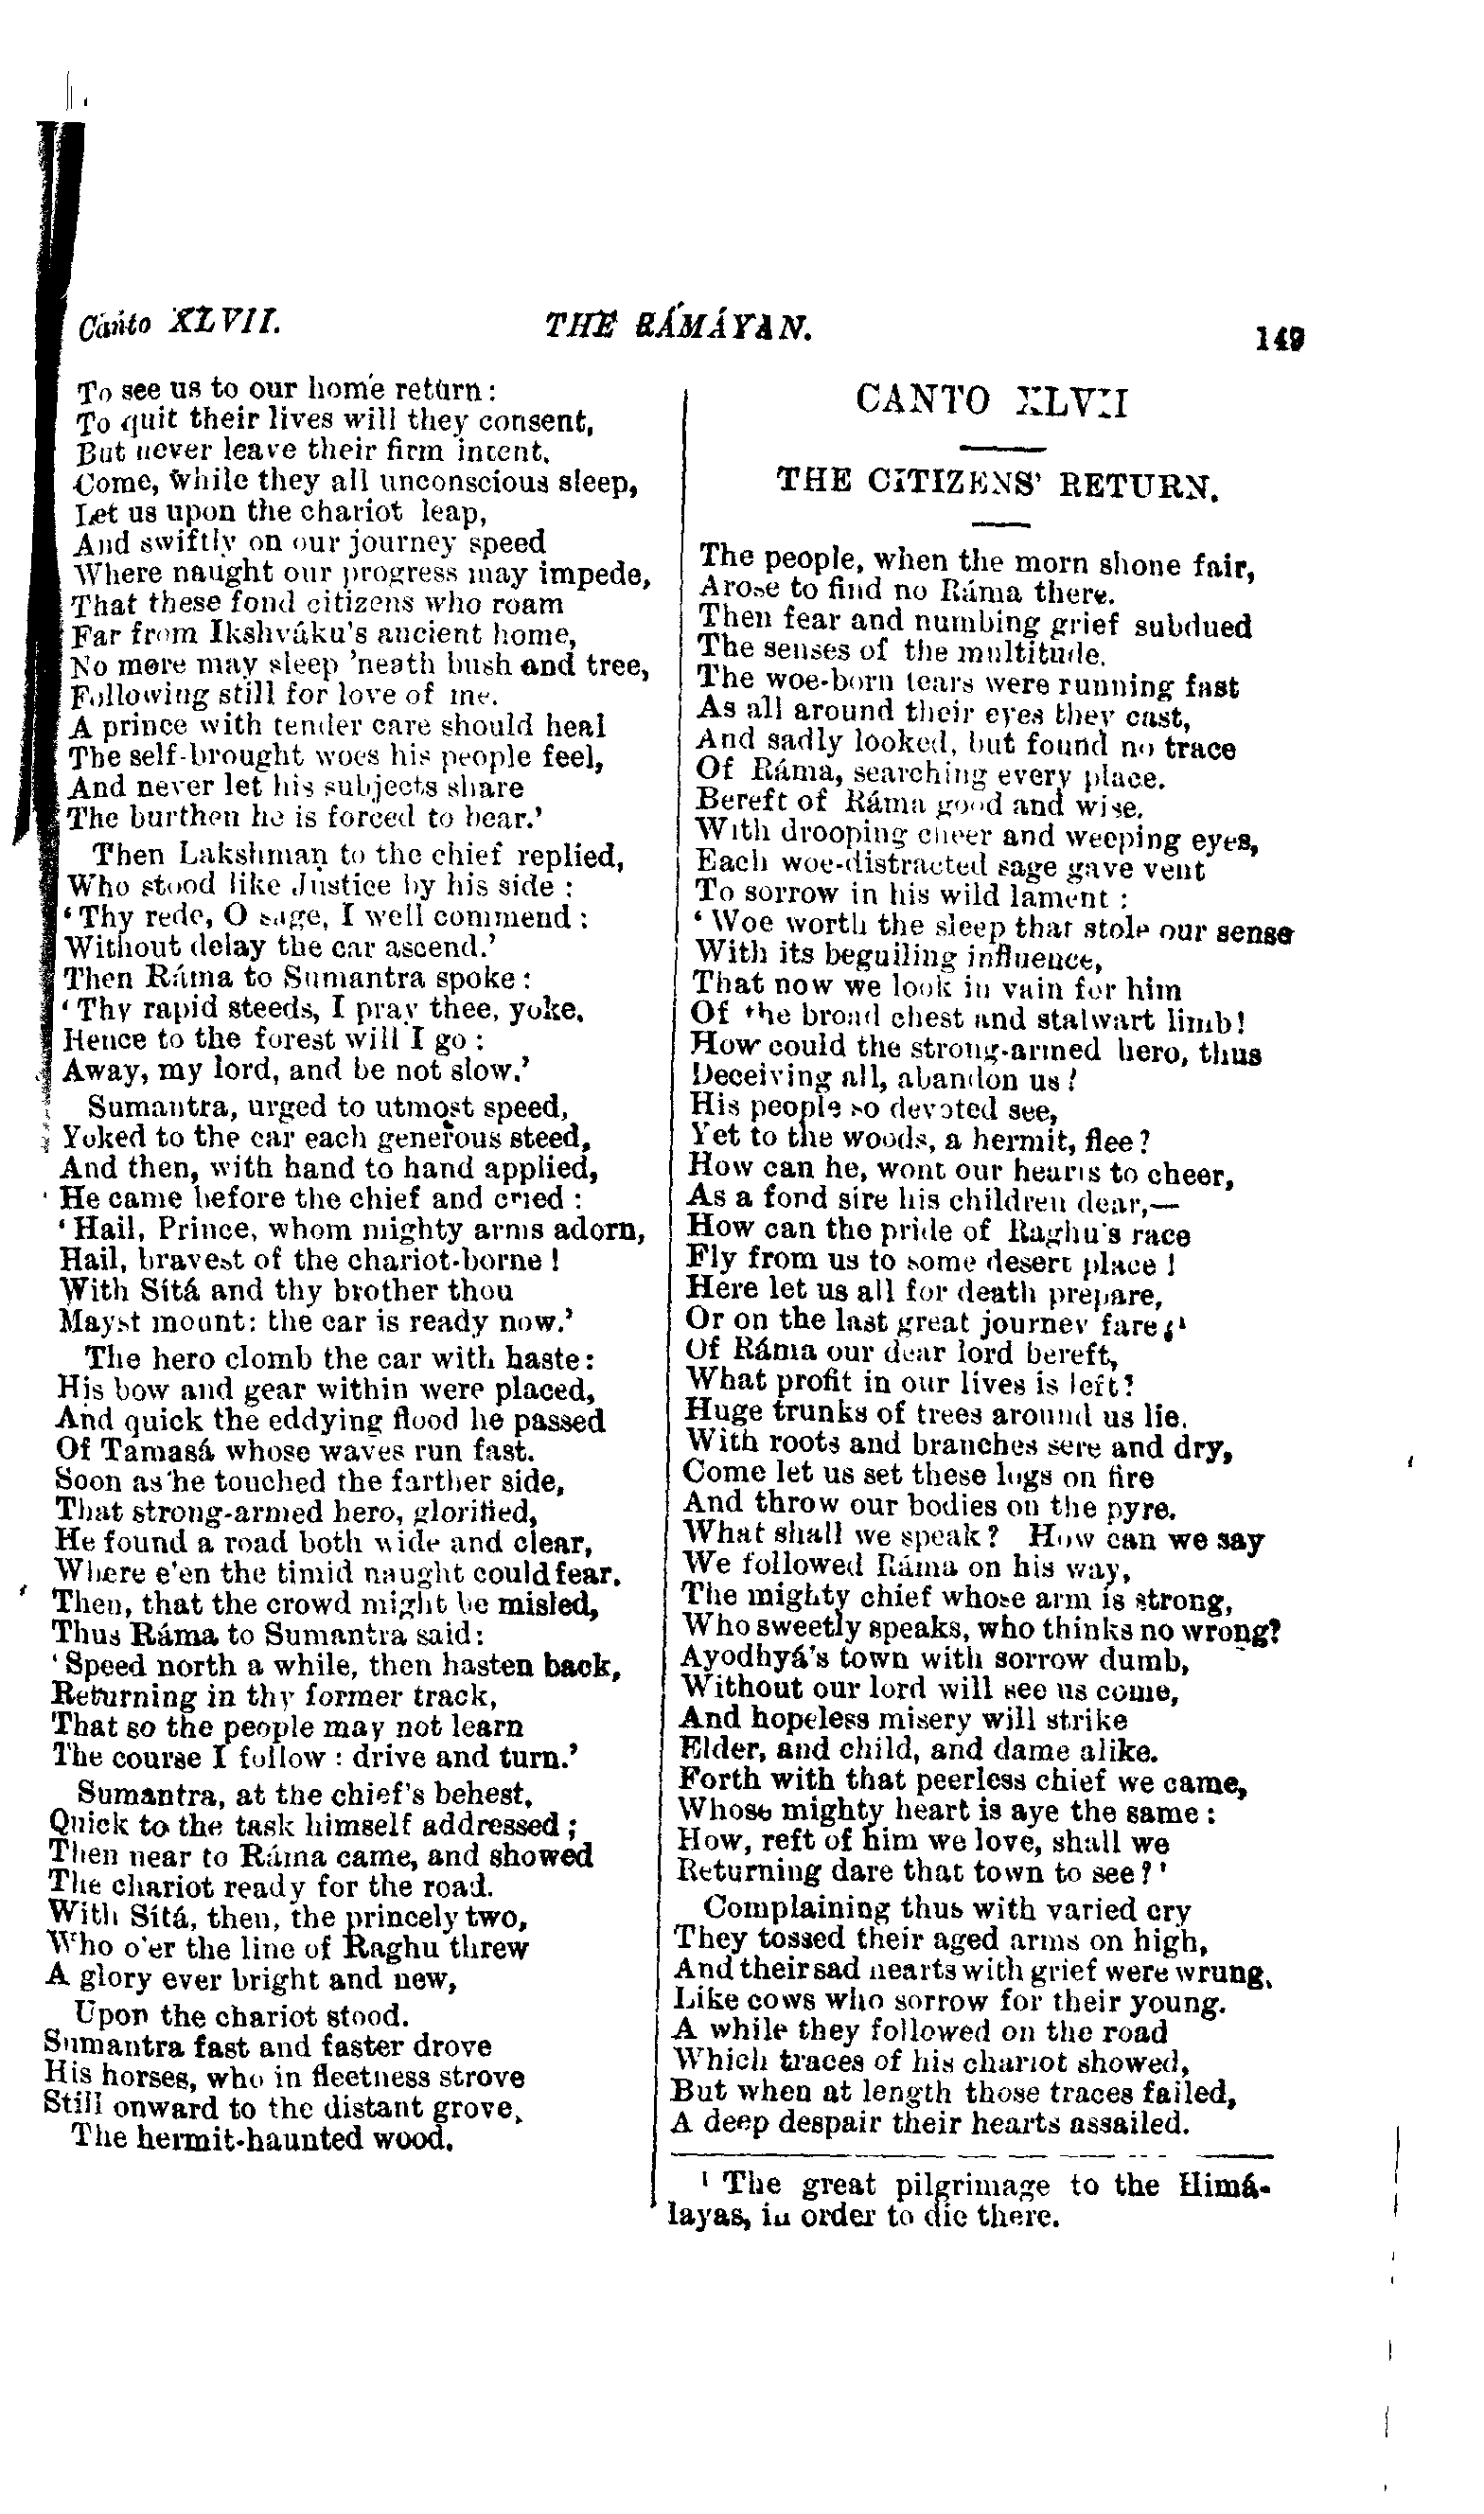 Canto XLVII.
THE RÁMÁYAN.
149
To see us to our home return:
To quit their lives will they consent,
But never leave their firm intent.
Come, while they all unconscious sleep,
Let us upon the chariot leap,
And swiftly on our journey speed
Where naught our progress may impede,
That these fond citizens who roam
Far from Ikshváku's ancient home,
No more may sleep 'neath bush and tree,
Following still for love of me.
A prince with tender care should heal
The self-brought woes his people feel,
And never let his subjects share
The burthen he is forced to bear.'
Then Lakshmaṇ to the chief replied,
Who stood like Justice by his side:
'Thy rede, O sage, I well commend:
Without delay the car ascend.'
Then Ráma to Sumantra spoke:
'Thy rapid steeds, I pray thee, yoke.
Hence to the forest will I go:
Away, my lord, and be not slow.'
Sumantra, urged to utmost speed,
Yoked to the car each generous steed,
And then, with hand to hand applied,
He came before the chief and cried:
'Hail, Prince, whom mighty arms adorn,
Hail, bravest of the chariot-borne!
With Sítá and thy brother thou
Mayst mount: the car is ready now.'
The hero clomb the car with haste:
His bow and gear within were placed,
And quick the eddying flood he passed
Of Tamasá whose waves run fast.
Soon as he touched the farther side,
That strong-armed hero, glorified,
He found a road both wide and clear,
Where e'en the timid naught could fear.
Then, that the crowd might be misled,
Thus Ráma to Sumantra said:
'Speed north a while, then hasten back,
Returning in thy former track,
That so the people may not learn
The course I follow: drive and turn.'
Sumantra, at the chief's behest,
Quick to the task himself addressed;
Then near to Ráma came, and showed
The chariot ready for the road.
With Sítá, then, the princely two,
Who o'er the line of Raghu threw
A glory ever bright and new,
Upon the chariot stood.
Sumantra fast and faster drove
His horses, who in fleetness strove
Still onward to the distant grove,
The hermit-haunted wood.
CANTO XLVII
THE CITIZENS' RETURN.
The people, when the morn shone fair,
Arose to find no Ráma there.
Then fear and numbing grief subdued
The senses of the multitude.
The woe-born tears were running fast
As all around their eyes they cast,
And sadly looked, but found no trace
Of Ráma, searching every place.
Bereft of Ráma good and wise,
With drooping cheer and weeping eyes,
Each woe-distracted sage gave vent
To sorrow in his wild lament:
'Woe worth the sleep that stole our sense
With its beguiling influence,
That now we look in vain for him
Of the broad chest and stalwart limb!
How could the strong-armed hero, thus
Deceiving all, abandon us?
His people so devoted see,
Yet to the woods, a hermit, flee?
How can he, wont our hearts to cheer,
As a fond sire his children dear,—
How can the pride of Raghu's race
Fly from us to some desert place!
Here let us all for death prepare,
Or on the last great journey fare;¹
Of Ráma our dear lord bereft,
What profit in our lives is left?
Huge trunks of trees around us lie,
With roots and branches sere and dry,
Come let us set these logs on fire
And throw our bodies on the pyre.
What shall we speak? How can we say
We followed Ráma on his way,
The mighty chief whose arm is strong,
Who sweetly speaks, who thinks no wrong?
Ayodhyá's town with sorrow dumb,
Without our lord will see us come,
And hopeless misery will strike
Elder, and child, and dame alike.
Forth with that peerless chief we came,
Whose mighty heart is aye the same:
How, reft of him we love, shall we
Returning dare that town to see?'
Complaining thus with varied cry
They tossed their aged arms on high,
And their sad hearts with grief were wrung,
Like cows who sorrow for their young.
A while they followed on the road
Which traces of his chariot showed,
But when at length those traces failed,
A deep despair their hearts assailed.
¹ The great pilgrimage to the Himá-
layas, in order to die there.